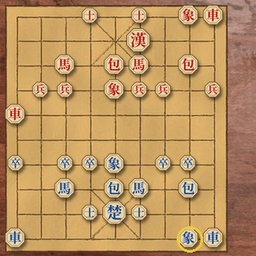 士 士 象 車
漢
馬 包 馬 包
兵 兵 象 兵 兵 兵
車
卒 卒 卒 象 卒 卒
馬 包 馬 包
士 楚 士
車 象 車